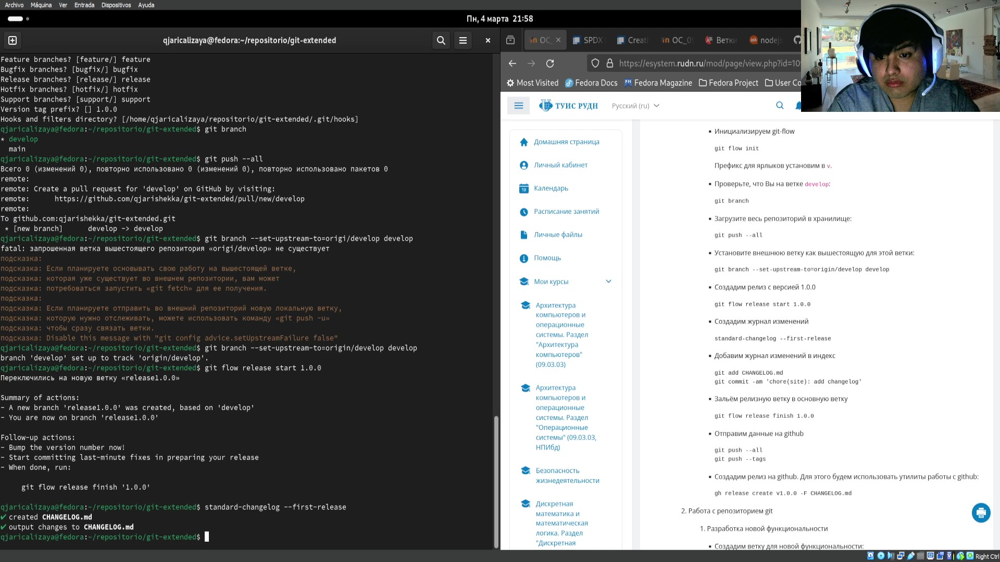 Archivo Máquina Ver Entrada Dispositivos Ayuda
Пн, 4 марта 21:58
qjaricalizaya@fedora:~/repositorio/git-extended
Feature branches? [feature/] feature
Bugfix branches? [bugfix/] bugfix
Release branches? [release/] release
Hotfix branches? [hotfix/] hotfix
Support branches? [support/] support
Version tag prefix? [] 1.0.0
Hooks and filters directory? [/home/qjaricalizaya/repositorio/git-extended/.git/hooks]
qjaricalizaya@fedora:~/repositorio/git-extended$ git branch
* develop
main
qjaricalizaya@fedora:~/repositorio/git-extended$ git push --all
Всего 0 (изменений 0), повторно использовано 0 (изменений 0), повторно использовано пакетов 0
remote:
remote: Create a pull request for 'develop' on GitHub by visiting:
remote:      https://github.com/qjarishekka/git-extended/pull/new/develop
remote:
To github.com:qjarishekka/git-extended.git
* [new branch]      develop -> develop
qjaricalizaya@fedora:~/repositorio/git-extended$ git branch --set-upstream-to=origi/develop develop
fatal: запрошенная ветка вышестоящего репозитория «origi/develop» не существует
подсказка:
подсказка: Если планируете основывать свою работу на вышестоящей ветке,
подсказка: которая уже существует во внешнем репозитории, вам может
подсказка: потребоваться запустить «git fetch» для ее получения.
подсказка:
подсказка: Если планируете отправить во внешний репозиторий новую локальную ветку,
подсказка: которую нужно отслеживать, можете использовать команду «git push -u»
подсказка: чтобы сразу связать ветки.
подсказка: Disable this message with "git config advice.setUpstreamFailure false"
qjaricalizaya@fedora:~/repositorio/git-extended$ git branch --set-upstream-to=origin/develop develop
branch 'develop' set up to track 'origin/develop'.
qjaricalizaya@fedora:~/repositorio/git-extended$ git flow release start 1.0.0
Переключились на новую ветку «release1.0.0»
Summary of actions:
- A new branch 'release1.0.0' was created, based on 'develop'
- You are now on branch 'release1.0.0'
Follow-up actions:
- Bump the version number now!
- Start committing last-minute fixes in preparing your release
- When done, run:
git flow release finish '1.0.0'
qjaricalizaya@fedora:~/repositorio/git-extended$ standard-changelog --first-release
✔ created CHANGELOG.md
✔ output changes to CHANGELOG.md
qjaricalizaya@fedora:~/repositorio/git-extended$
OC_ SPDX Creati OC_0 Ветки nodej
https://esystem.rudn.ru/mod/page/view.php?id=10
Most Visited Fedora Docs Fedora Magazine Fedora Project User Co
ТУИС РУДН Русский (ru)
Домашняя страница
Личный кабинет
Календарь
Расписание занятий
Личные файлы
Помощь
Мои курсы
Архитектура
компьютеров и
операционные
системы. Раздел
"Архитектура
компьютеров"
(09.03.03)
Архитектура
компьютеров и
операционные
системы. Раздел
"Операционные
системы" (09.03.03,
НПИбд)
Безопасность
жизнедеятельности
Дискретная
математика и
математическая
логика. Раздел
"Дискретная
▪ Инициализируем git-flow
git flow init
Префикс для ярлыков установим в v.
▪ Проверьте, что Вы на ветке develop:
git branch
▪ Загрузите весь репозиторий в хранилище:
git push --all
▪ Установите внешнюю ветку как вышестоящую для этой ветки:
git branch --set-upstream-to=origin/develop develop
▪ Создадим релиз с версией 1.0.0
git flow release start 1.0.0
▪ Создадим журнал изменений
standard-changelog --first-release
▪ Добавим журнал изменений в индекс
git add CHANGELOG.md
git commit -am 'chore(site): add changelog'
▪ Зальём релизную ветку в основную ветку
git flow release finish 1.0.0
▪ Отправим данные на github
git push --all
git push --tags
▪ Создадим релиз на github. Для этого будем использовать утилиты работы с github:
gh release create v1.0.0 -F CHANGELOG.md
2. Работа с репозиторием git
1. Разработка новой функциональности
▪ Создадим ветку для новой функциональности:
Right Ctrl